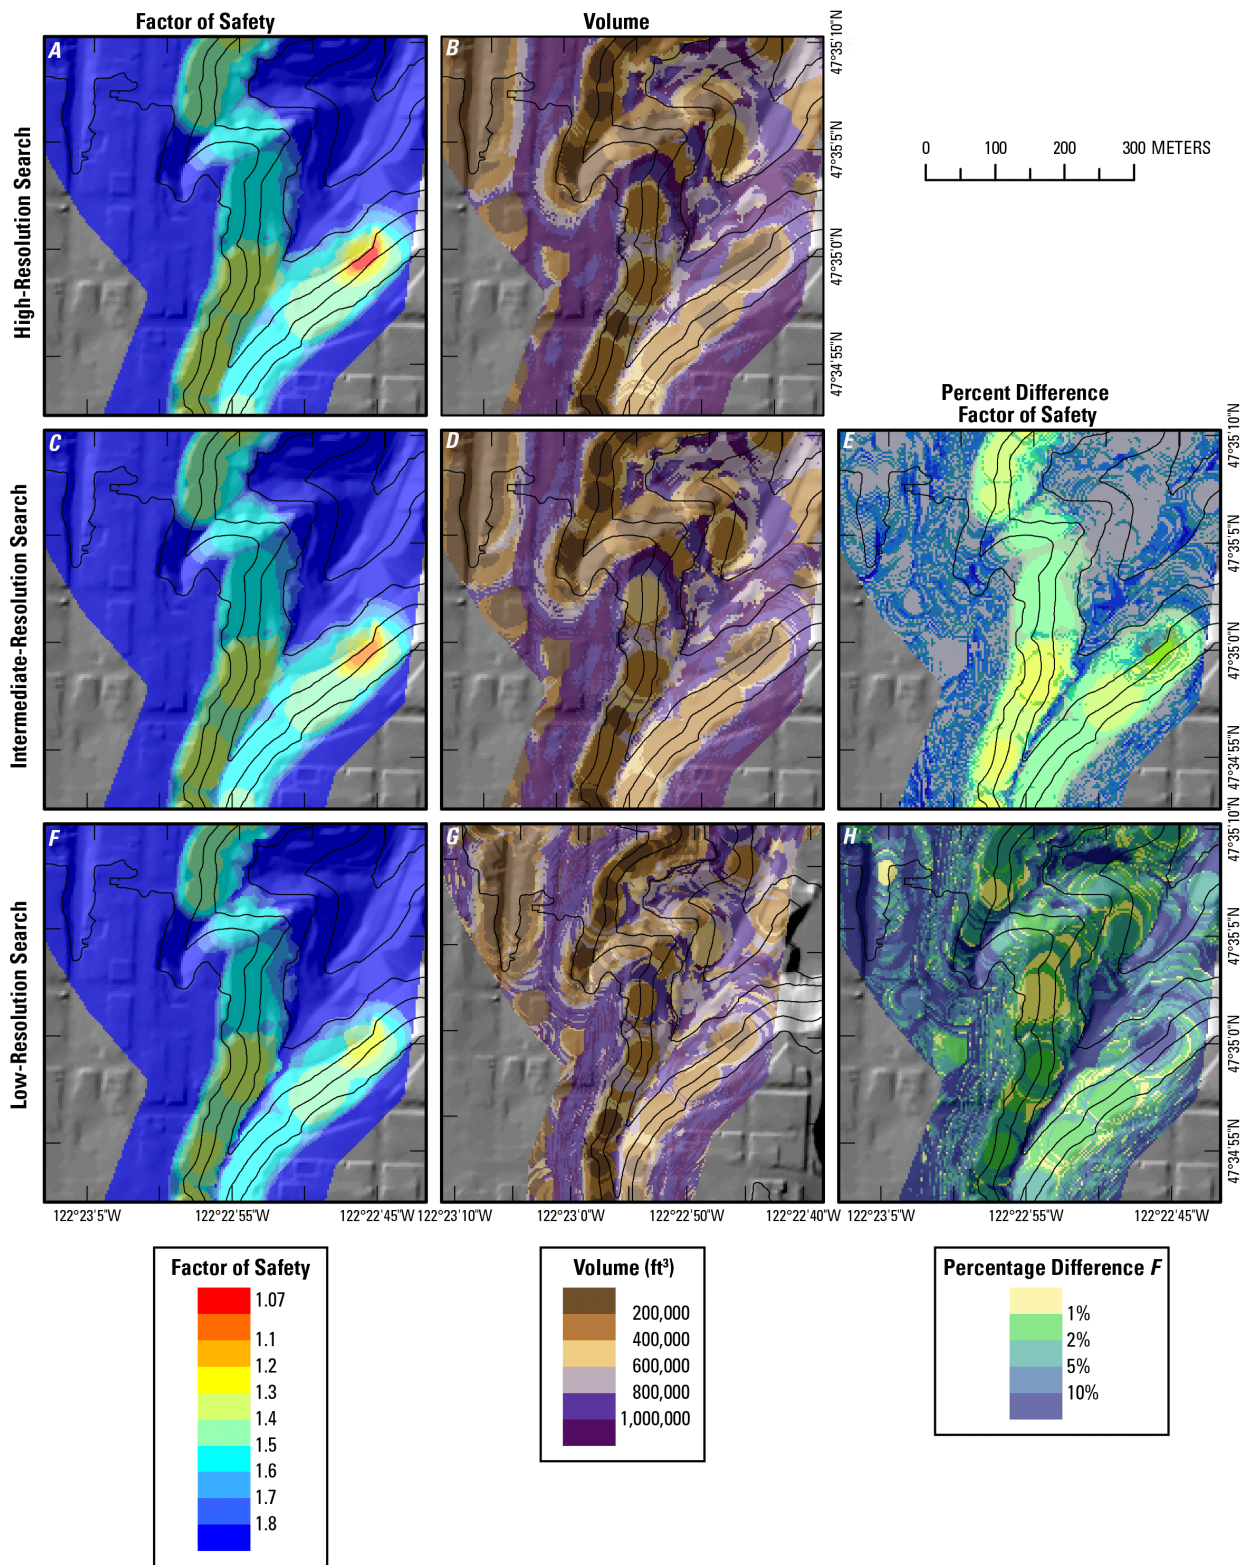 Factor of Safety
Volume
High-Resolution Search
A
B
47°35'10"N
47°35'5"N
47°35'0"N
47°34'55"N
0 100 200 300 METERS
Percent Difference
Factor of Safety
Intermediate-Resolution Search
C
D
E
47°35'10"N
47°35'5"N
47°35'0"N
47°34'55"N
Low-Resolution Search
F
G
H
47°35'10"N
47°35'5"N
47°35'0"N
47°34'55"N
122°23'5"W 122°22'55"W 122°22'45"W
122°23'10"W 122°23'0"W 122°22'50"W 122°22'40"W
122°23'5"W 122°22'55"W 122°22'45"W
Factor of Safety
1.07
1.1
1.2
1.3
1.4
1.5
1.6
1.7
1.8
Volume (ft³)
200,000
400,000
600,000
800,000
1,000,000
Percentage Difference F
1%
2%
5%
10%